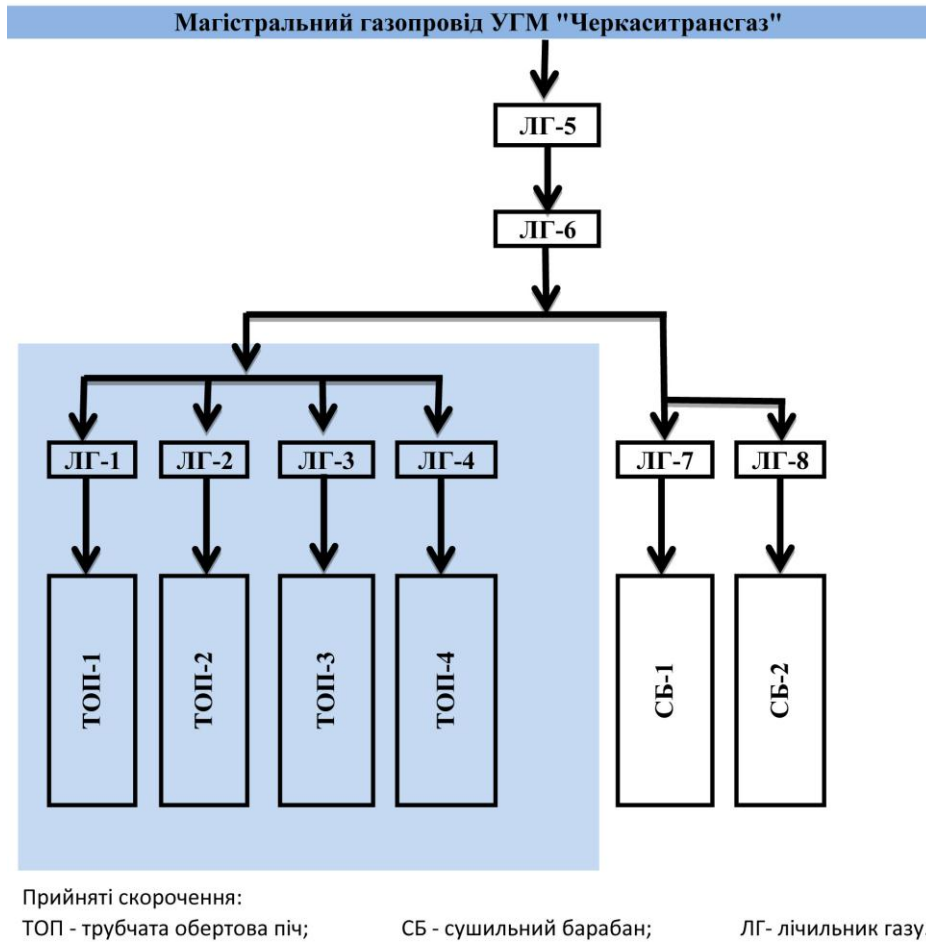 Магістральний газопровід УГМ "Черкаситрансгаз"
ЛГ-5
ЛГ-6
ЛГ-1 ЛГ-2 ЛГ-3 ЛГ-4 ЛГ-7 ЛГ-8
ТОП-1 ТОП-2 ТОП-3 ТОП-4 СБ-1 СБ-2
Прийняті скорочення:
ТОП - трубчата обертова піч; СБ - сушильний барабан; ЛГ- лічильник газу.